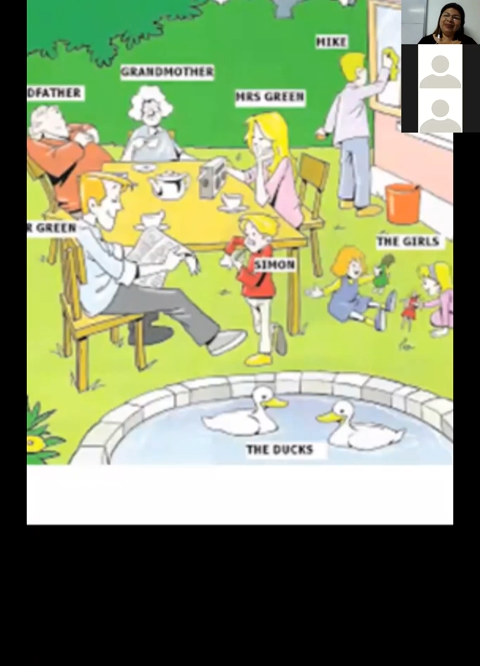 MIKE
GRANDMOTHER
DFATHER
MRS GREEN
R GREEN
THE GIRLS
SIMON
THE DUCKS